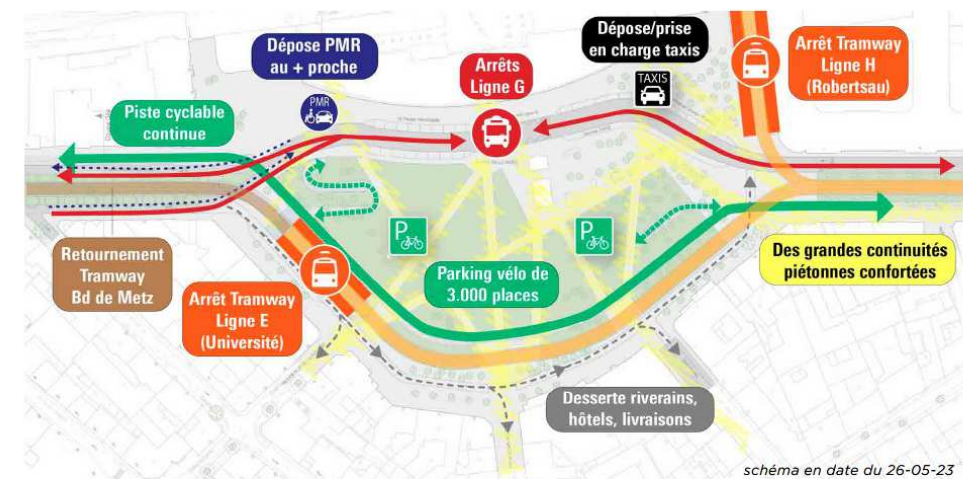 Dépose PMR
au + proche
Arrêts
Ligne G
Dépose/prise
en charge taxis
TAXIS
Arrêt Tramway
Ligne H
(Robertsau)
Piste cyclable
continue
PMR
P
P
Retournement
Tramway
Bd de Metz
Arrêt Tramway
Ligne E
(Université)
Parking vélo de
3.000 places
Des grandes continuités
piétonnes confortées
Desserte riverains,
hôtels, livraisons
schéma en date du 26-05-23